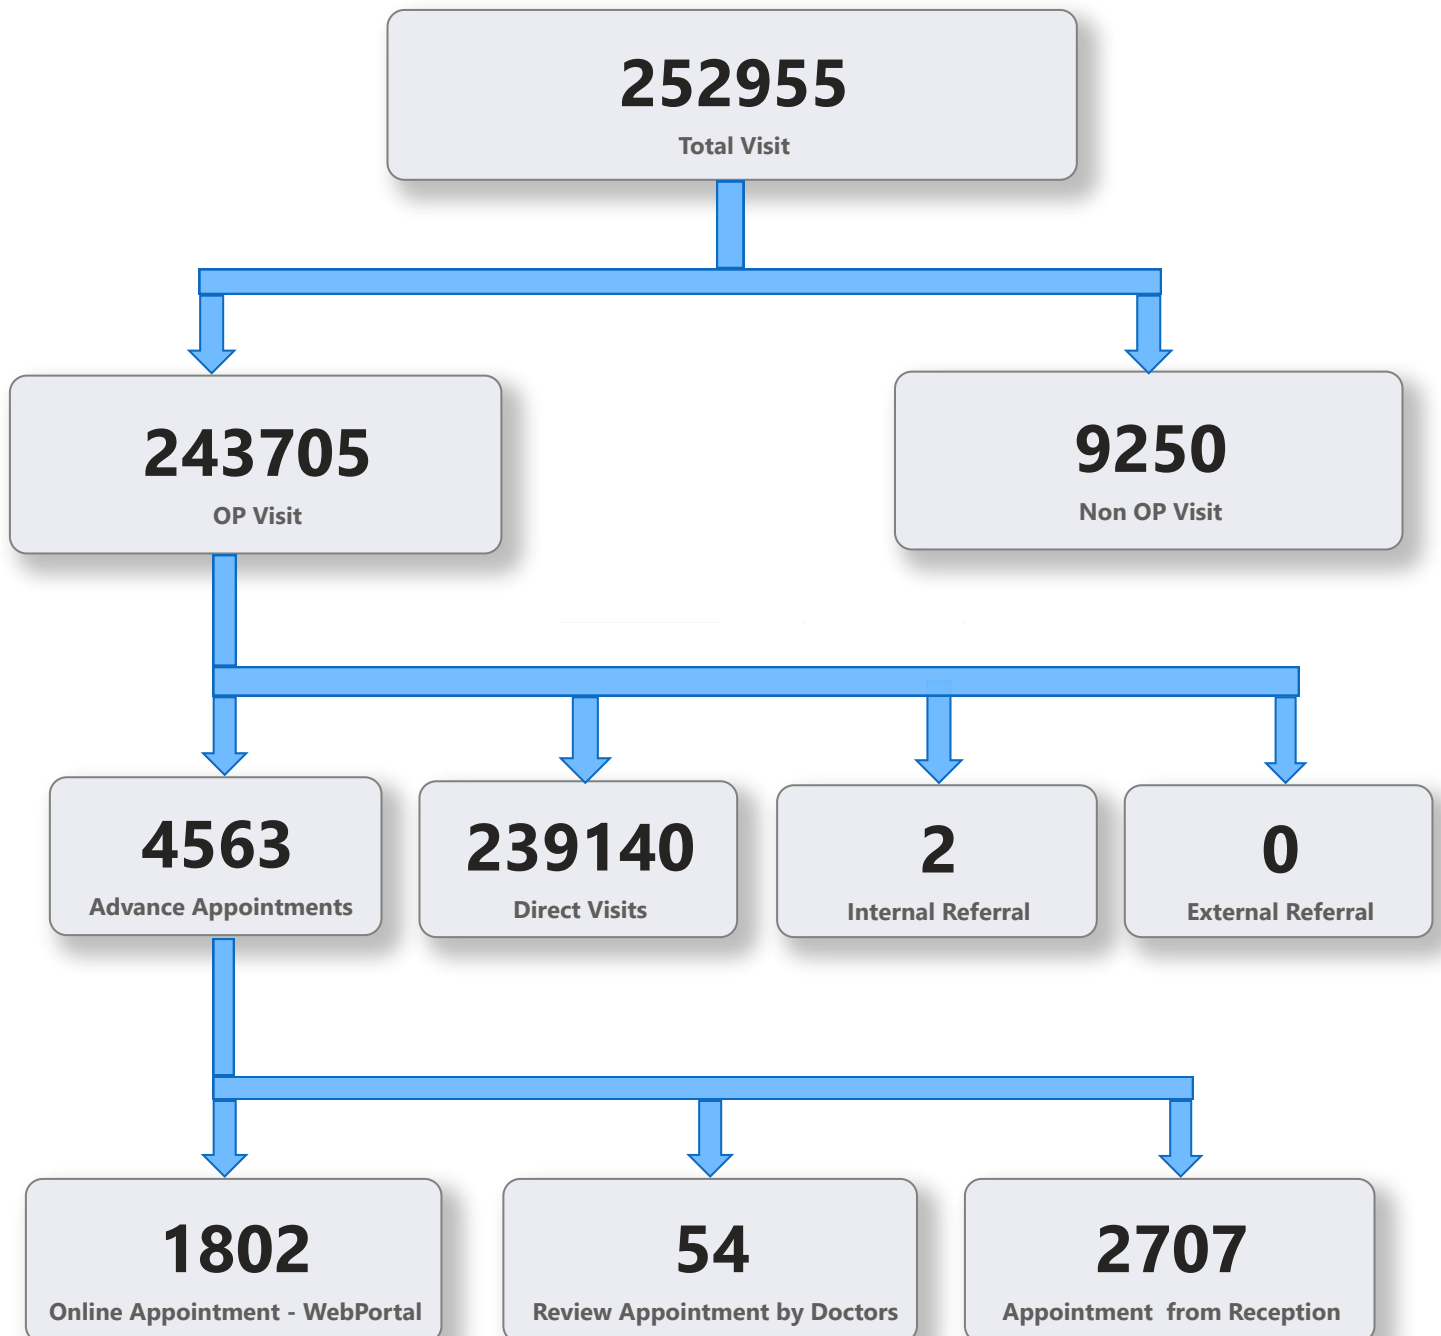 252955
Total Visit
243705
OP Visit
9250
Non OP Visit
4563
Advance Appointments
239140
Direct Visits
2
Internal Referral
0
External Referral
1802
Online Appointment - WebPortal
54
Review Appointment by Doctors
2707
Appointment  from Reception